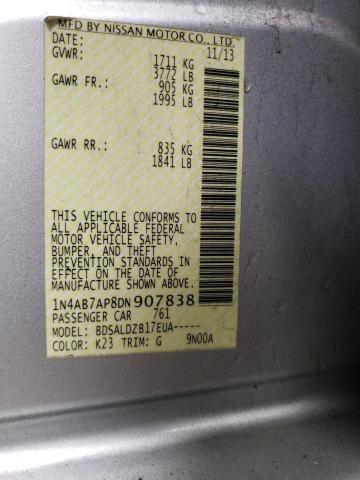 MFD BY NISSAN MOTOR CO., LTD.
DATE: 11/13
GVWR: 1711 KG
3772 LB
GAWR FR: 905 KG
1995 LB
GAWR RR: 835 KG
1841 LB
THIS VEHICLE CONFORMS TO
ALL APPLICABLE FEDERAL
MOTOR VEHICLE SAFETY,
BUMPER, AND THEFT
PREVENTION STANDARDS IN
EFFECT ON THE DATE OF
MANUFACTURE SHOWN ABOVE.
1N4AB7AP8DN907838
PASSENGER CAR 761
MODEL: BDSALDZB17EUA-----
COLOR: K23 TRIM: G 9N00A